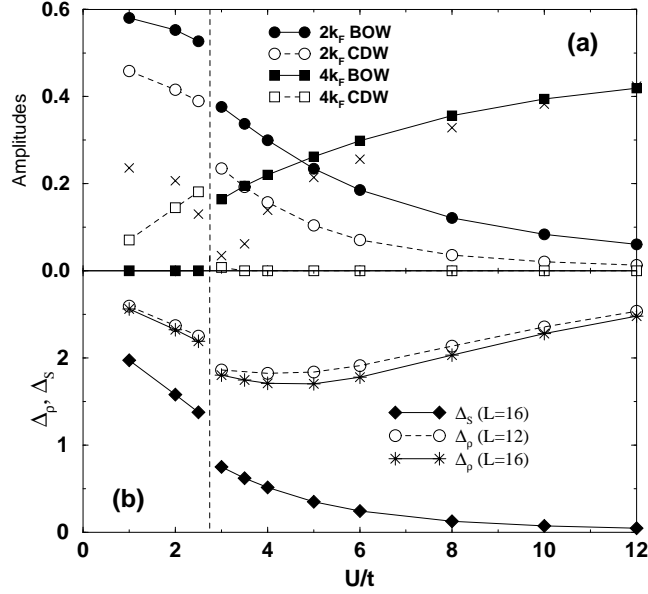 0.6
2k_F BOW
(a)
2k_F CDW
4k_F BOW
0.4
4k_F CDW
Amplitudes
0.2
0.0
2
Δ_ρ, Δ_S
Δ_S (L=16)
Δ_ρ (L=12)
1
Δ_ρ (L=16)
(b)
0
0 2 4 6 8 10 12
U/t